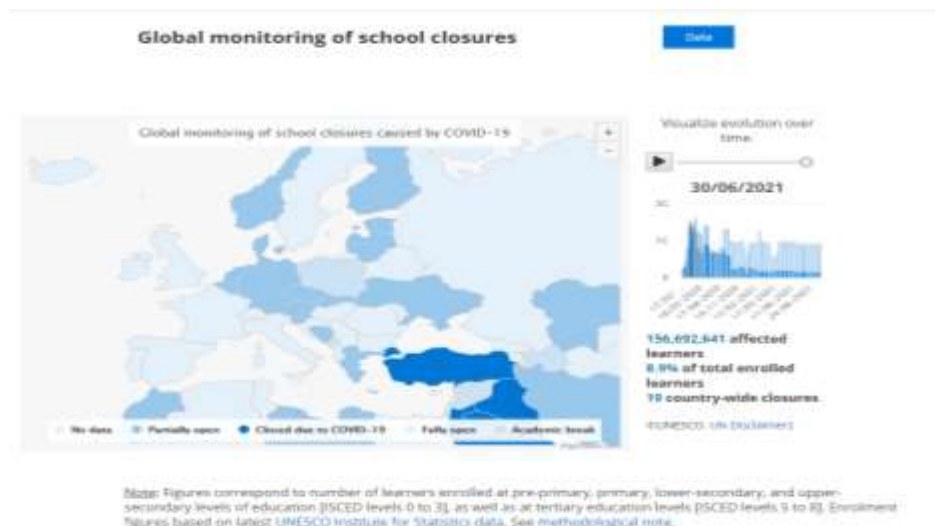 Global monitoring of school closures
Data
Global monitoring of school closures caused by COVID-19
+
−
Visualize evolution over
time.
30/06/2021
156,692,641 affected
learners
8.9% of total enrolled
learners
19 country-wide closures
©UNESCO. UN Disclaimers
No data Partially open Closed due to COVID-19 Fully open Academic break
Note: Figures correspond to number of learners enrolled at pre-primary, primary, lower-secondary, and upper-
secondary levels of education [ISCED levels 0 to 3], as well as at tertiary education levels [ISCED levels 5 to 8]. Enrolment
figures based on latest UNESCO Institute for Statistics data. See methodological note.